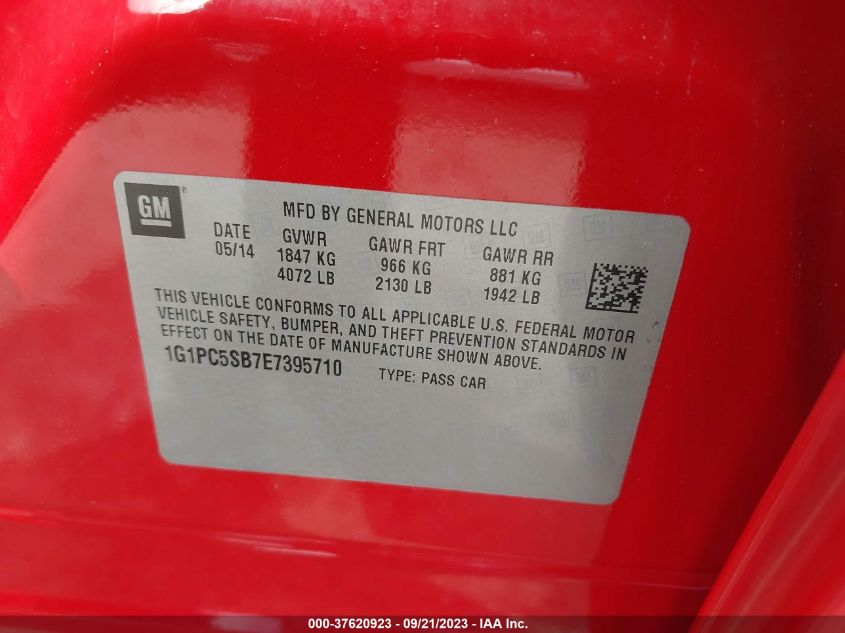 GM ®
MFD BY GENERAL MOTORS LLC
DATE GVWR GAWR FRT GAWR RR
05/14 1847 KG 966 KG 881 KG
4072 LB 2130 LB 1942 LB
THIS VEHICLE CONFORMS TO ALL APPLICABLE U.S. FEDERAL MOTOR
VEHICLE SAFETY, BUMPER, AND THEFT PREVENTION STANDARDS IN
EFFECT ON THE DATE OF MANUFACTURE SHOWN ABOVE.
1G1PC5SB7E7395710 TYPE: PASS CAR
000-37620923 - 09/21/2023 - IAA Inc.